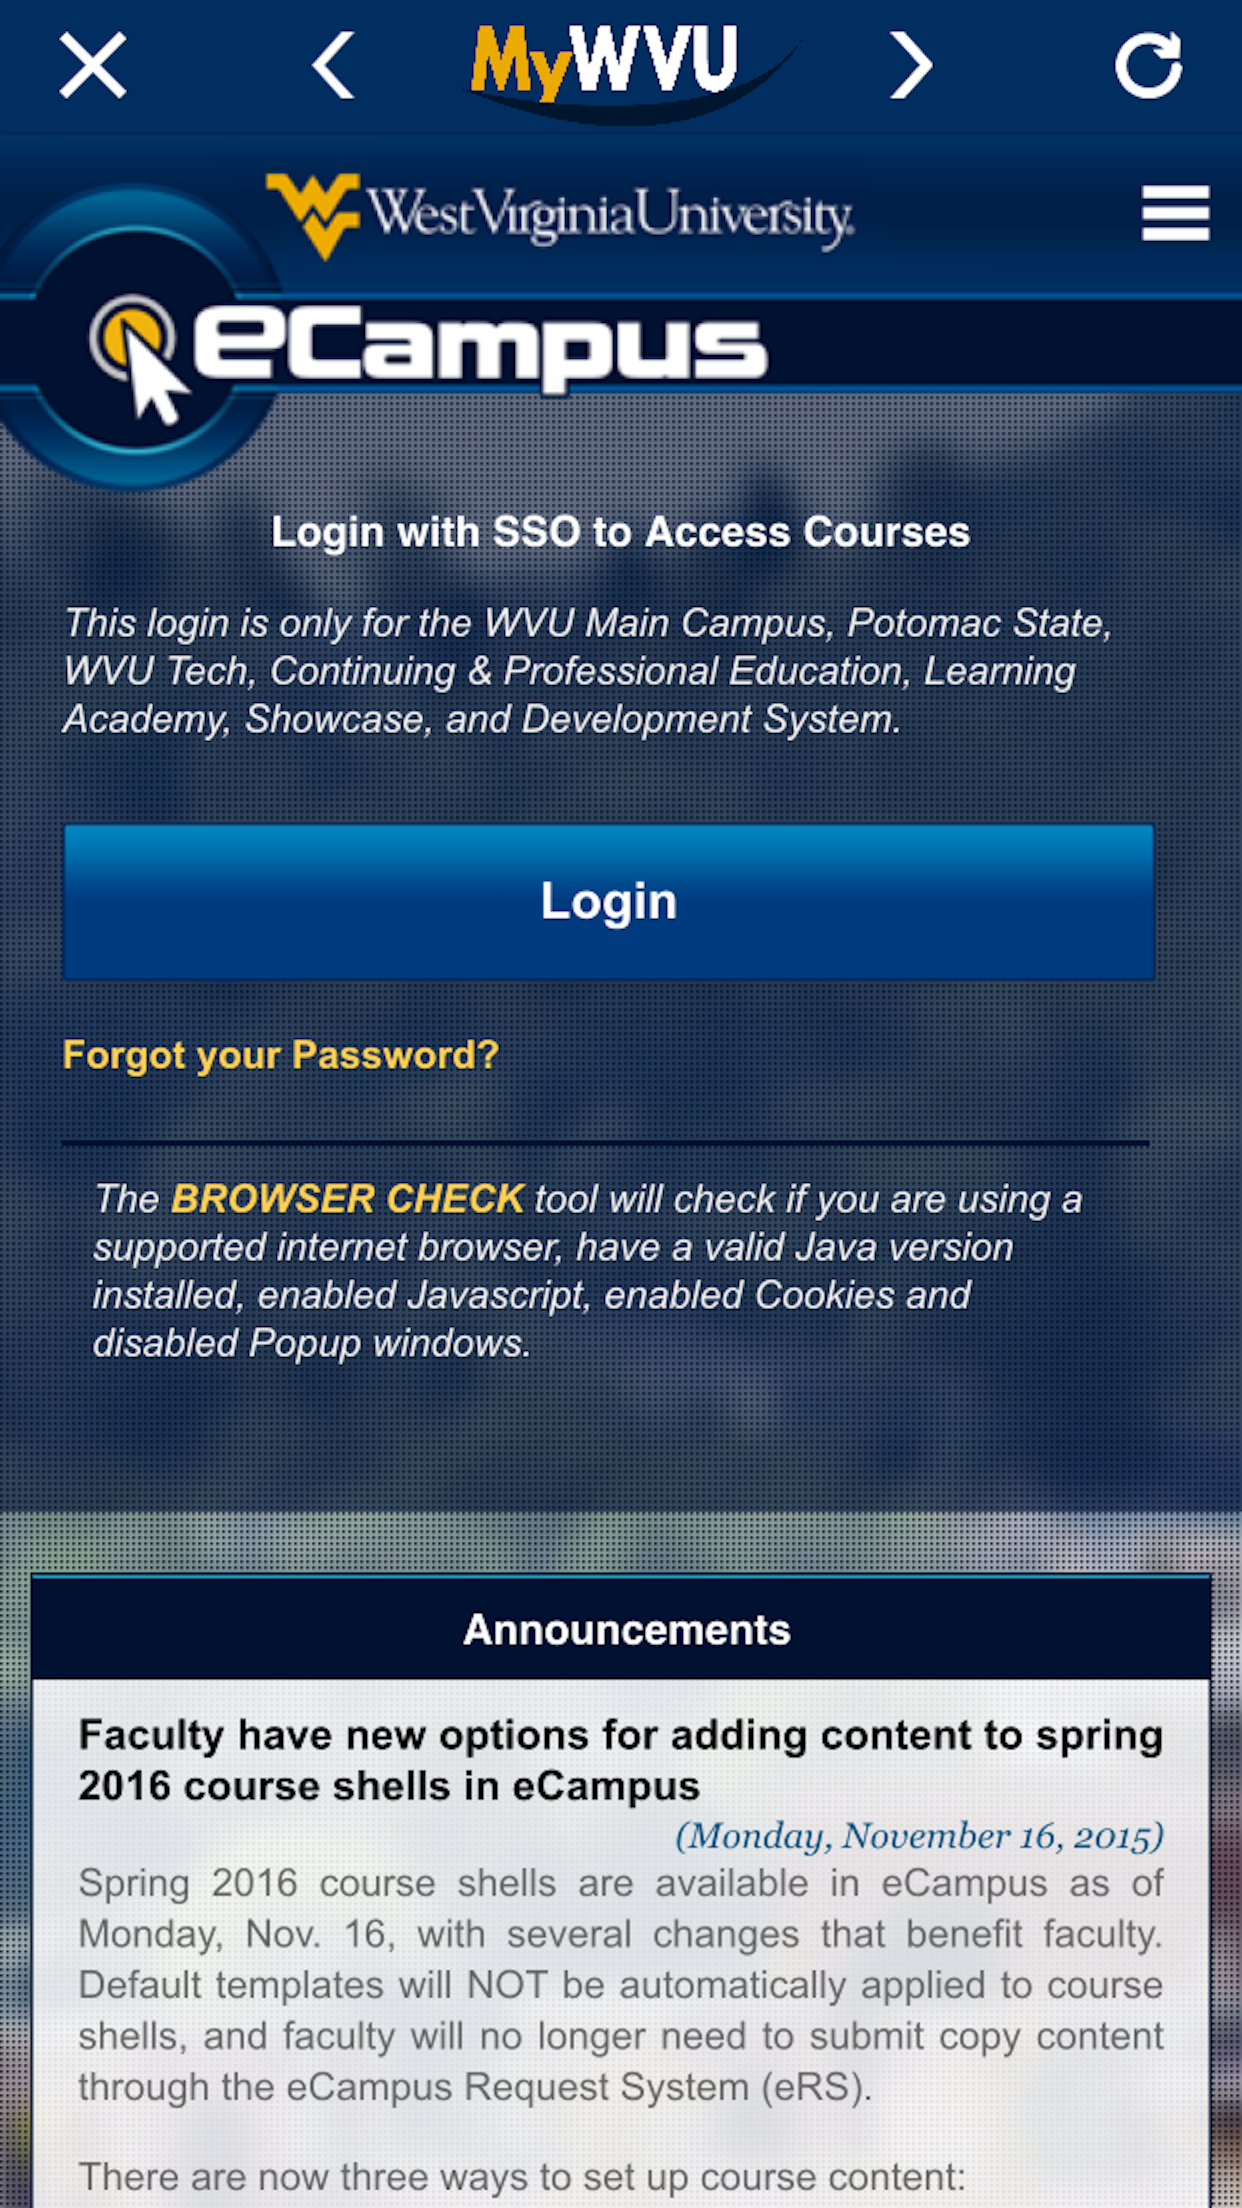 MyWVU
West Virginia University.
eCampus
Login with SSO to Access Courses
This login is only for the WVU Main Campus, Potomac State,
WVU Tech, Continuing & Professional Education, Learning
Academy, Showcase, and Development System.
Login
Forgot your Password?
The BROWSER CHECK tool will check if you are using a
supported internet browser, have a valid Java version
installed, enabled Javascript, enabled Cookies and
disabled Popup windows.
Announcements
Faculty have new options for adding content to spring
2016 course shells in eCampus
(Monday, November 16, 2015)
Spring 2016 course shells are available in eCampus as of
Monday, Nov. 16, with several changes that benefit faculty.
Default templates will NOT be automatically applied to course
shells, and faculty will no longer need to submit copy content
through the eCampus Request System (eRS).
There are now three ways to set up course content: